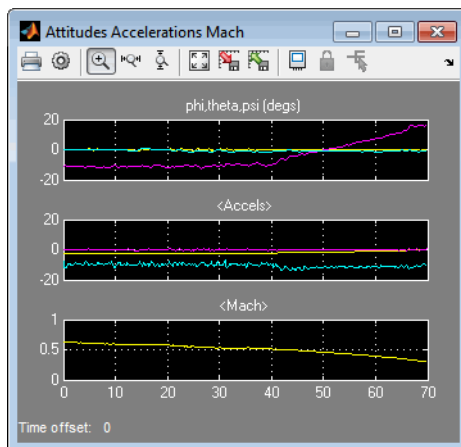 Attitudes Accelerations Mach
phi,theta,psi (degs)
20
0
-20
<Accels>
20
0
-20
<Mach>
1
0.5
0
0 10 20 30 40 50 60 70
Time offset: 0